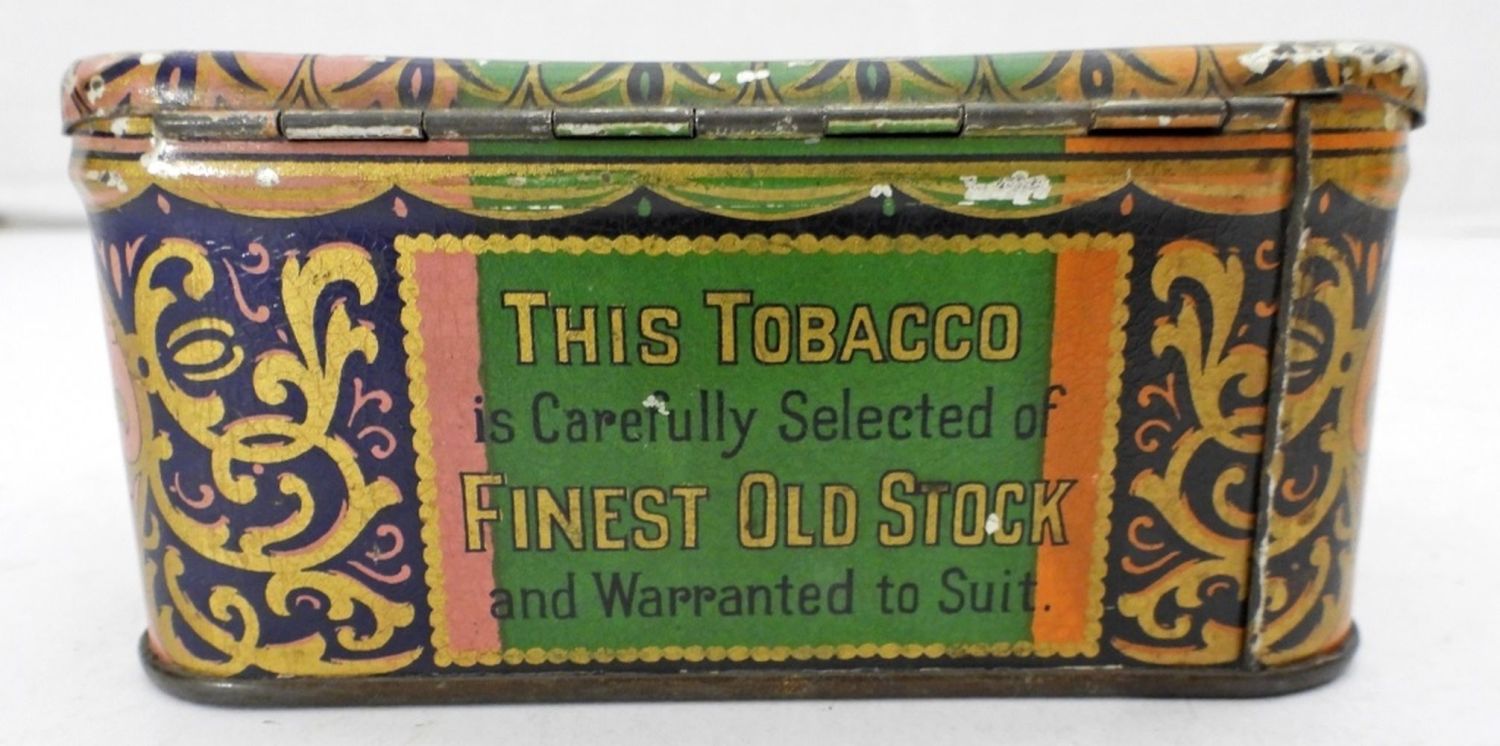 THIS TOBACCO
is Carefully Selected of
FINEST OLD STOCK
and Warranted to Suit.